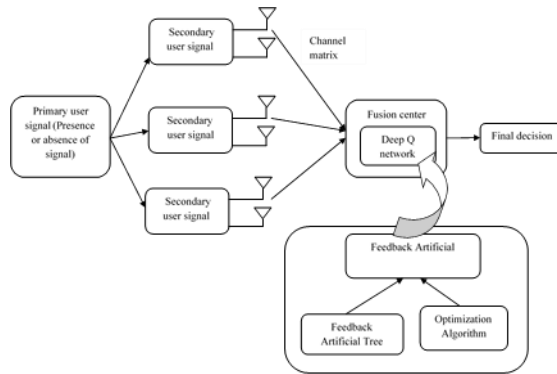 Secondary
user signal
Channel
matrix
Primary user
signal (Presence
or absence of
signal)
Secondary
user signal
Secondary
user signal
Fusion center
Deep Q
network
Final decision
Feedback Artificial
Feedback
Artificial Tree
Optimization
Algorithm